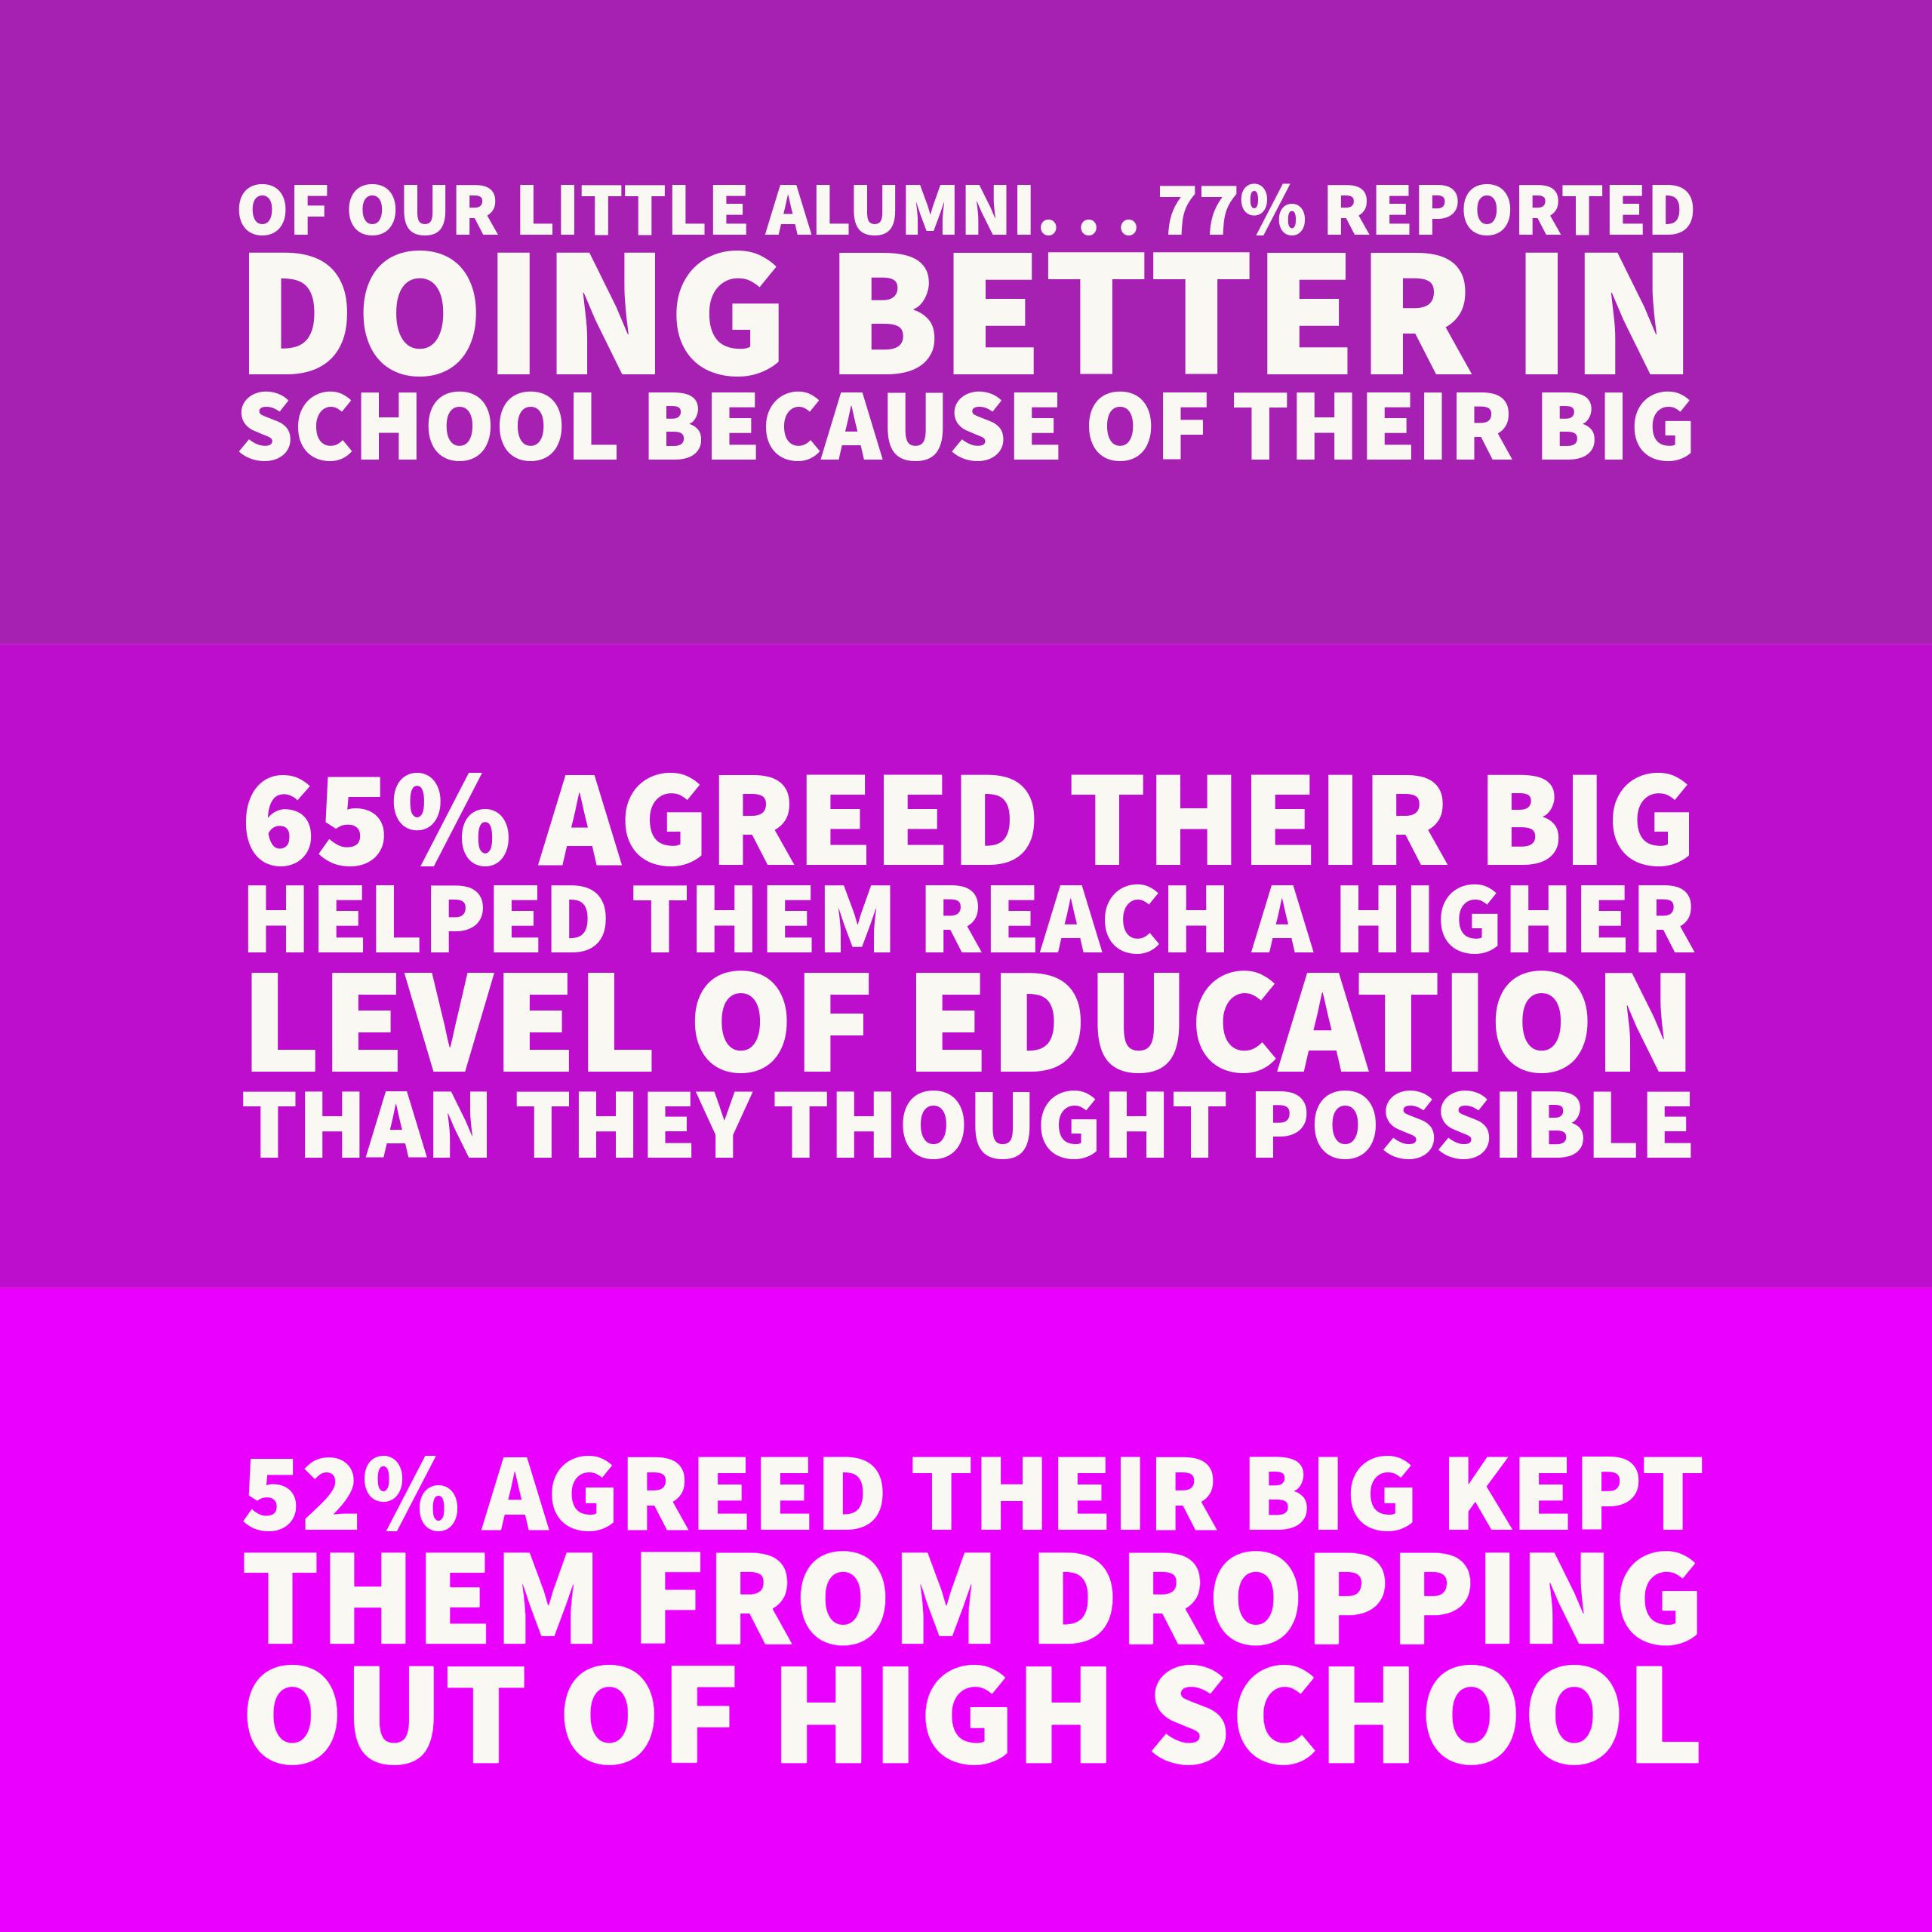 OF OUR LITTLE ALUMNI. . . 77% REPORTED
DOING BETTER IN
SCHOOL BECAUSE OF THEIR BIG
65% AGREED THEIR BIG
HELPED THEM REACH A HIGHER
LEVEL OF EDUCATION
THAN THEY THOUGHT POSSIBLE
52% AGREED THEIR BIG KEPT
THEM FROM DROPPING
OUT OF HIGH SCHOOL